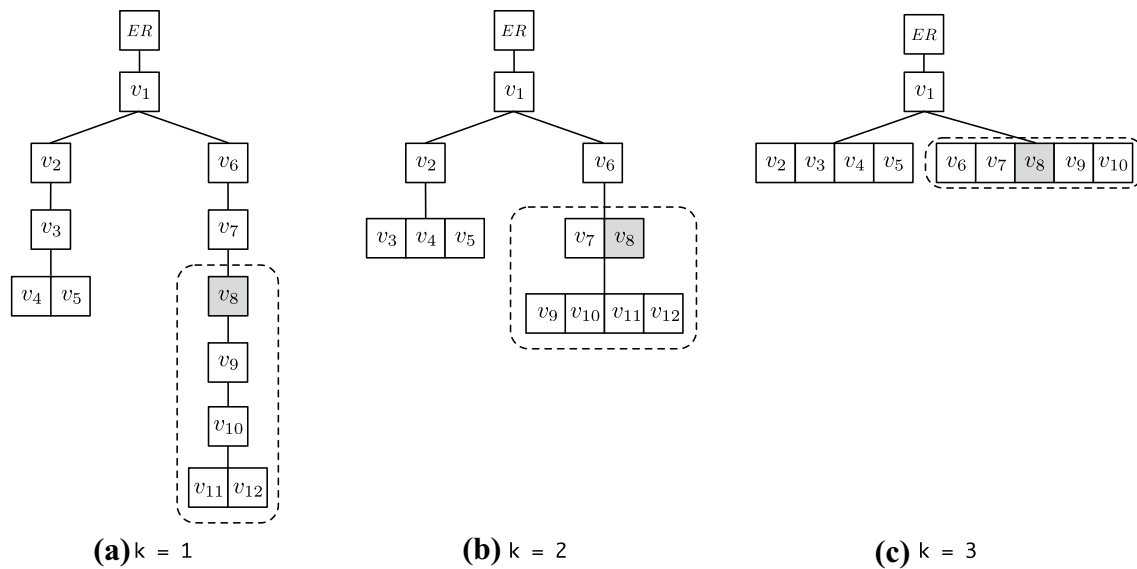 ER
v1
v2 v6
v3 v7
v4 v5 v8
v9
v10
v11 v12
(a) k = 1
ER
v1
v2 v6
v3 v4 v5 v7 v8
v9 v10 v11 v12
(b) k = 2
ER
v1
v2 v3 v4 v5 v6 v7 v8 v9 v10
(c) k = 3